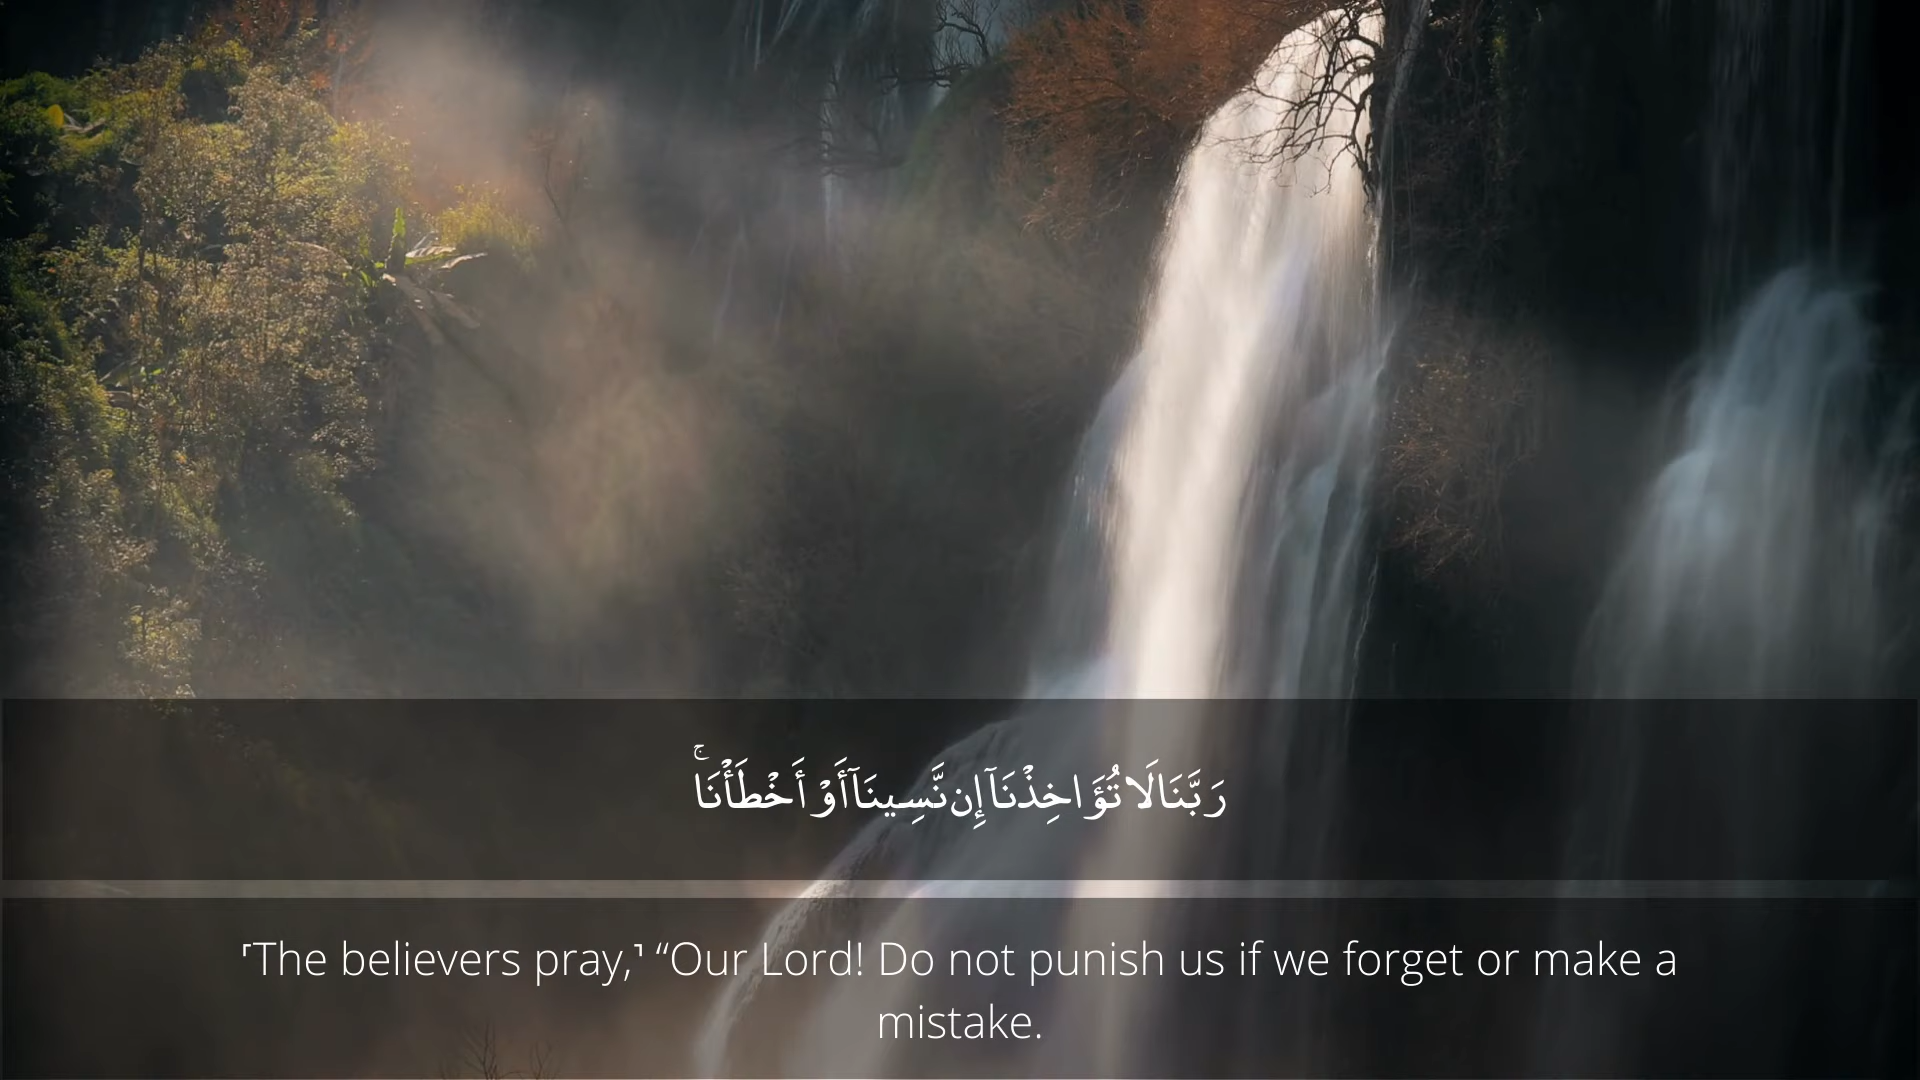 رَبَّنَا لَا تُؤَاخِذْنَآ إِن نَّسِينَآ أَوْ أَخْطَأْنَا ۚ
⸢The believers pray,⸣ “Our Lord! Do not punish us if we forget or make a
mistake.